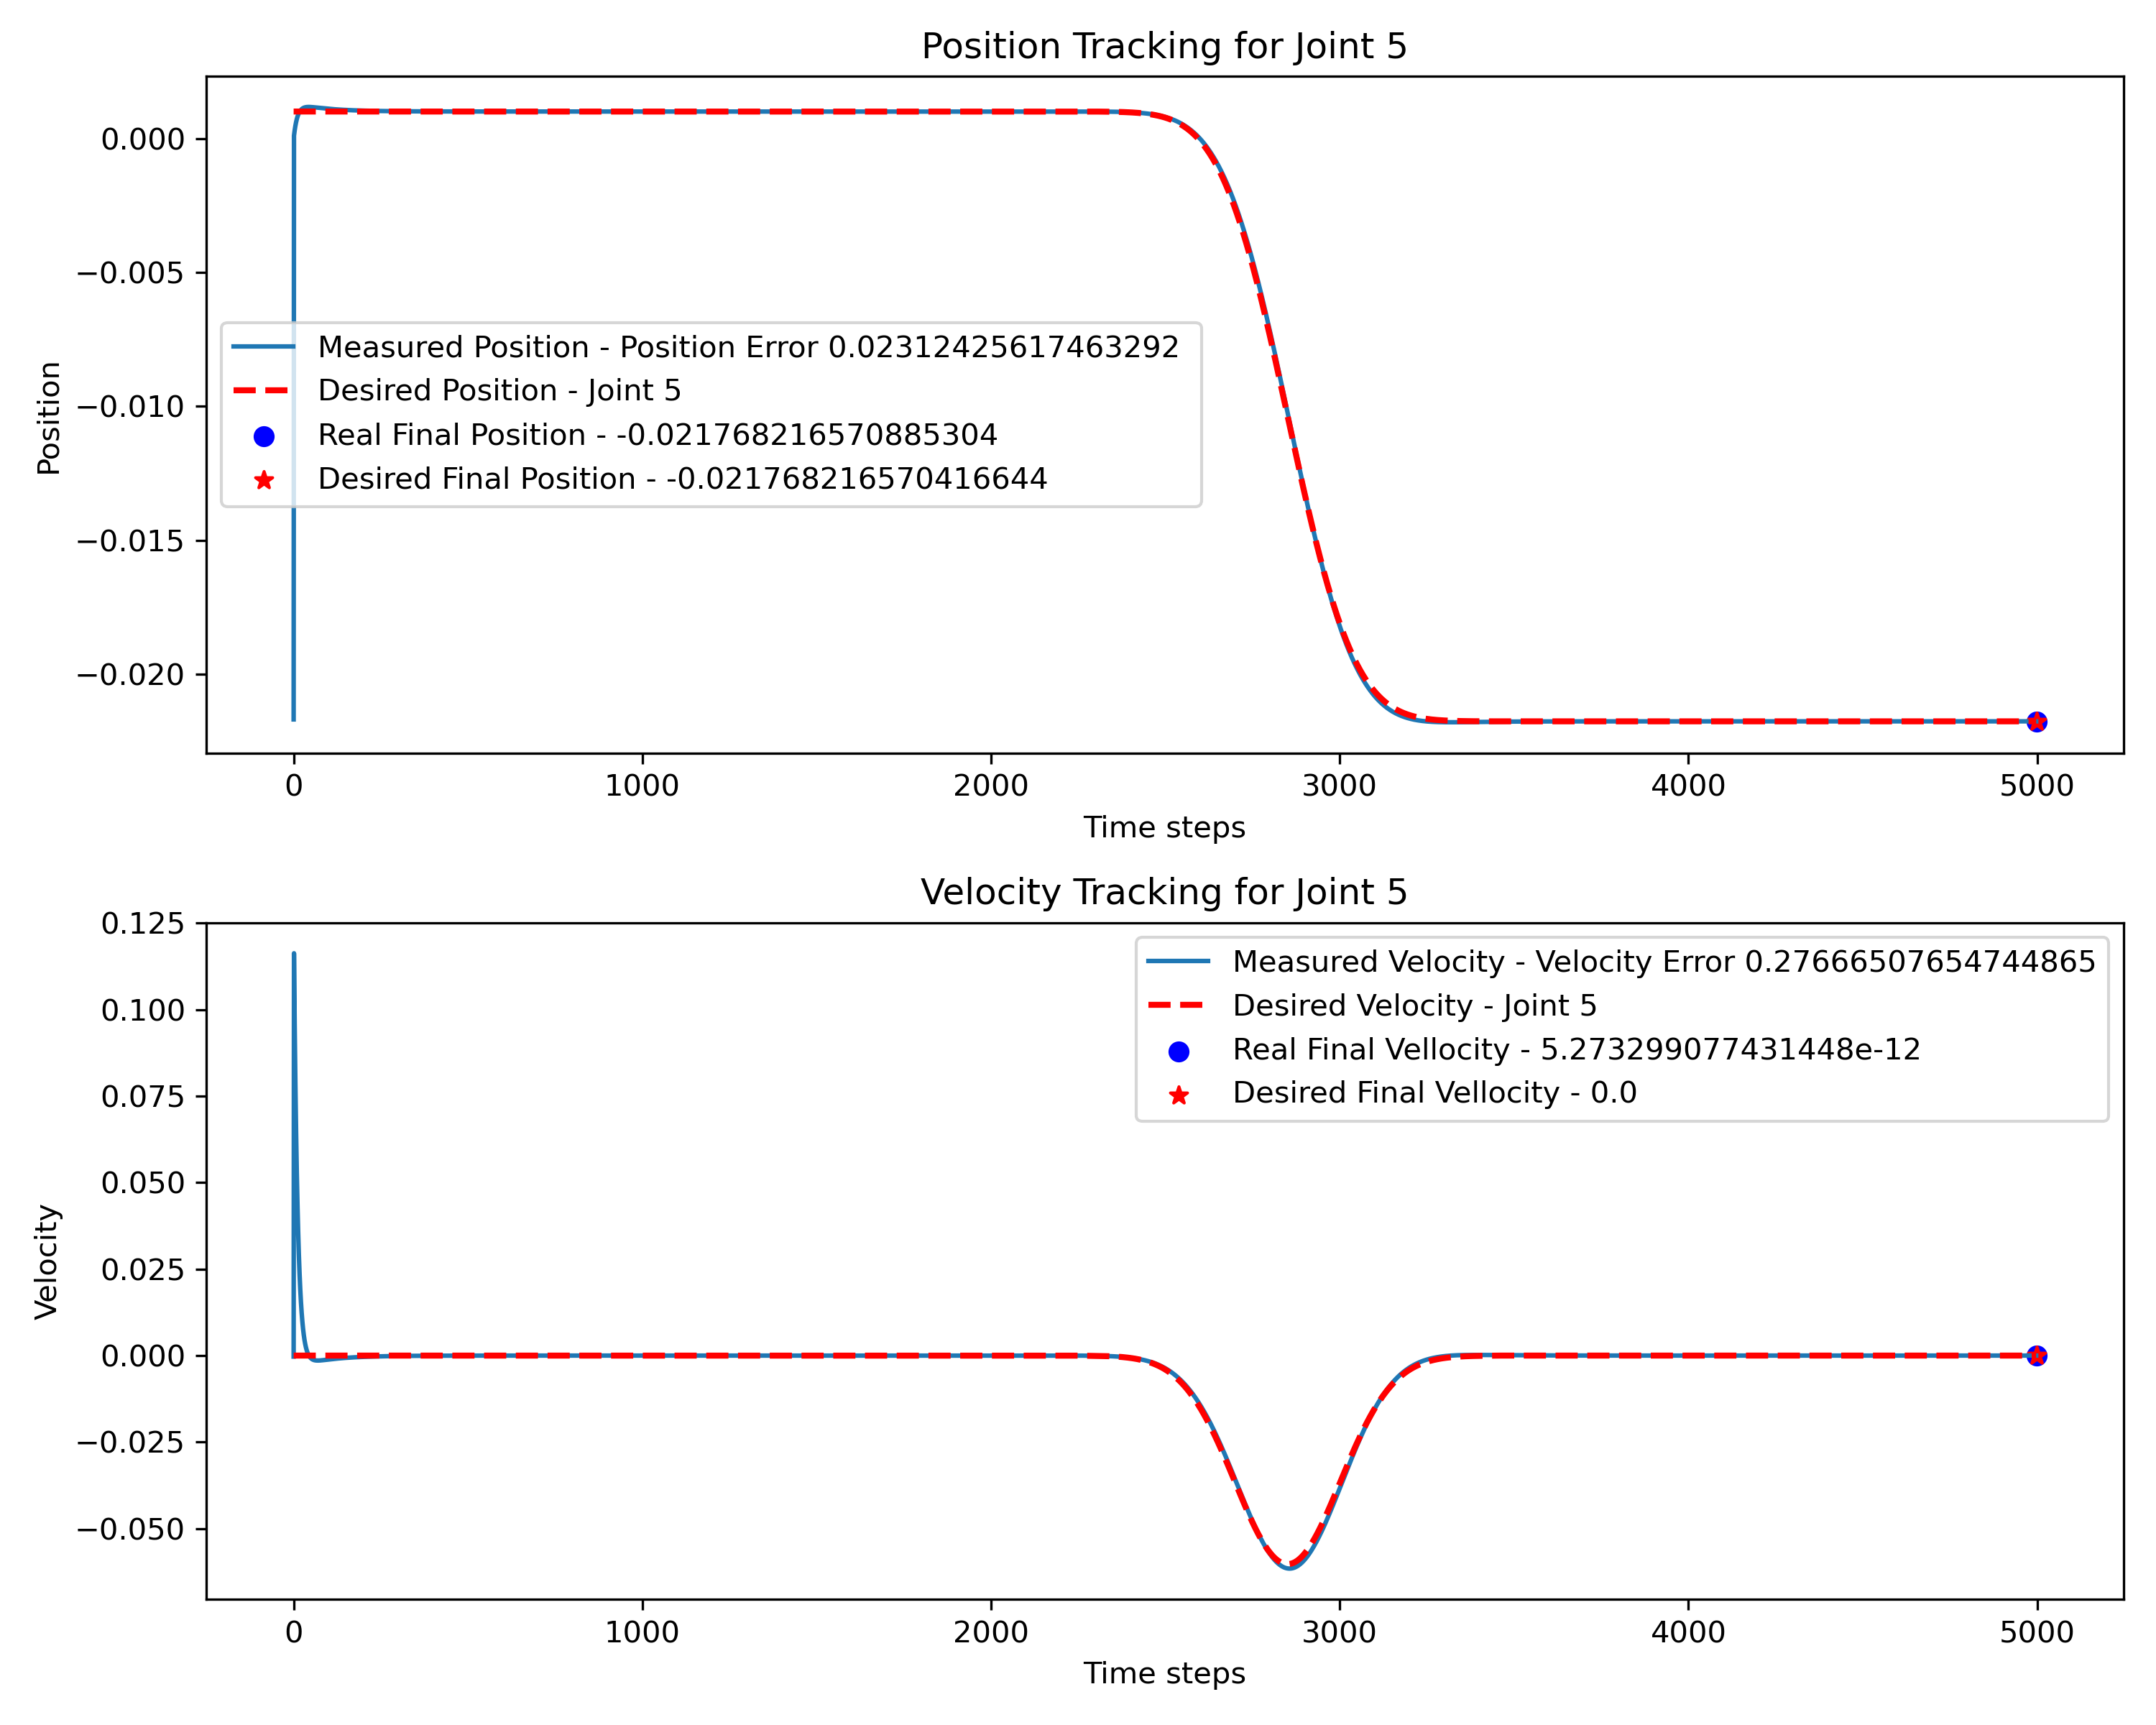 Position Tracking for Joint 5
0.000
−0.005
−0.010
−0.015
−0.020
Position
Measured Position - Position Error 0.02312425617463292
Desired Position - Joint 5
Real Final Position - -0.021768216570885304
Desired Final Position - -0.021768216570416644
0 1000 2000 3000 4000 5000
Time steps
Velocity Tracking for Joint 5
0.125
0.100
0.075
0.050
0.025
0.000
−0.025
−0.050
Velocity
Measured Velocity - Velocity Error 0.27666507654744865
Desired Velocity - Joint 5
Real Final Vellocity - 5.273299077431448e-12
Desired Final Vellocity - 0.0
0 1000 2000 3000 4000 5000
Time steps